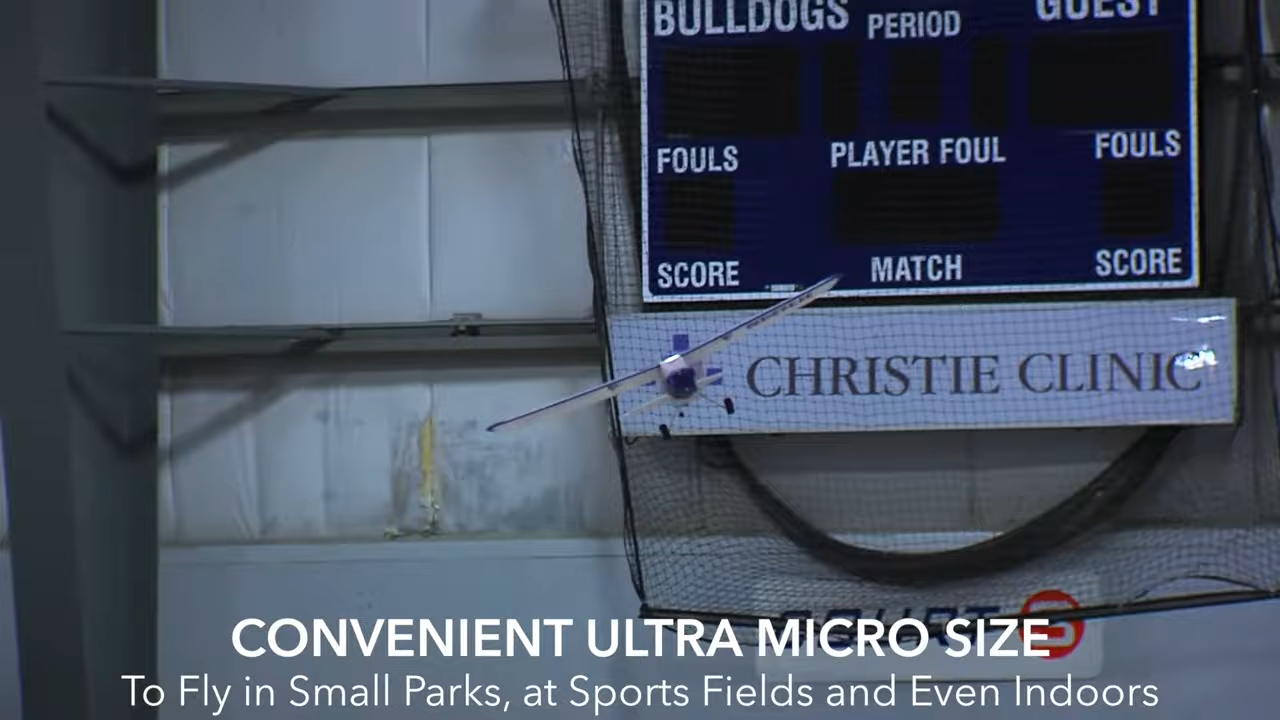 BULLDOGS PERIOD GUEST
FOULS PLAYER FOUL FOULS
SCORE MATCH SCORE
CHRISTIE CLINIC
COURT
CONVENIENT ULTRA MICRO SIZE
To Fly in Small Parks, at Sports Fields and Even Indoors